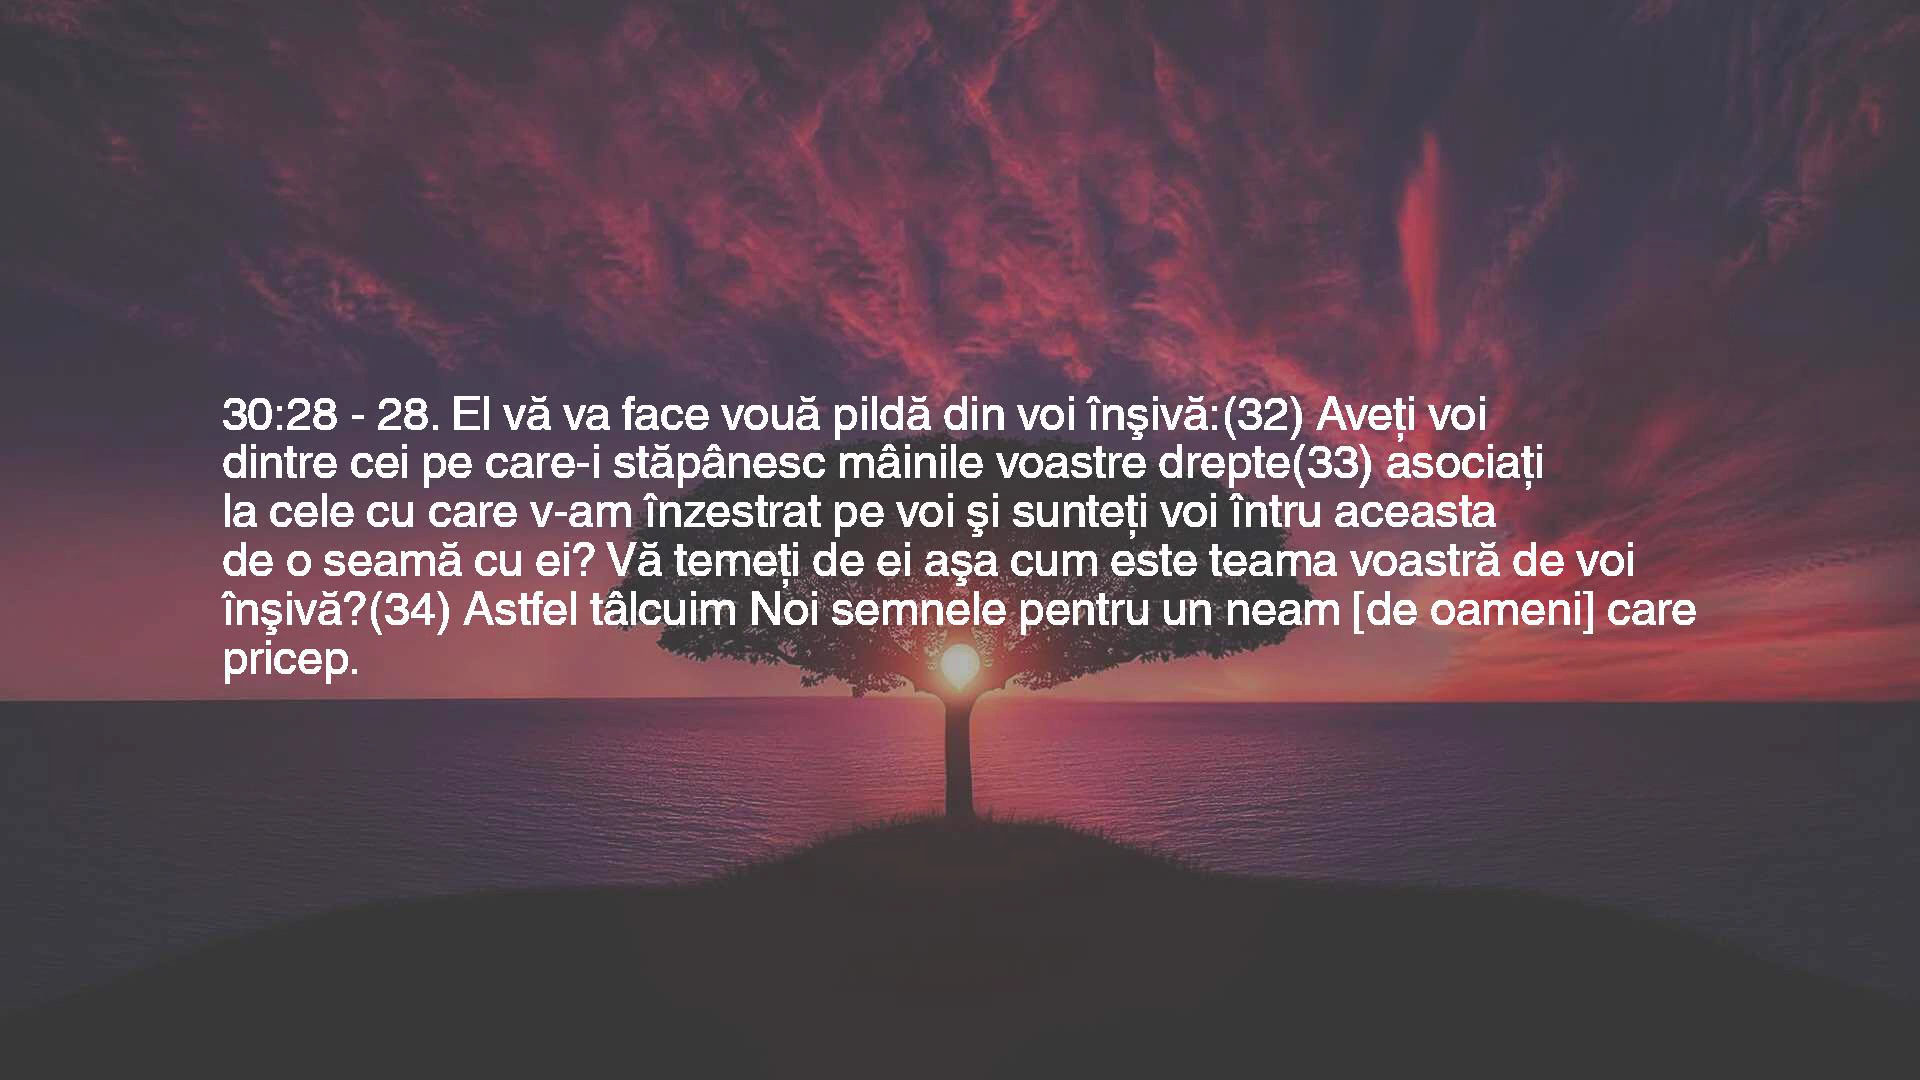 30:28 - 28. El vă va face vouă pildă din voi înşivă:(32) Aveți voi
dintre cei pe care-i stăpânesc mâinile voastre drepte(33) asociați
la cele cu care v-am înzestrat pe voi şi sunteți voi întru aceasta
de o seamă cu ei? Vă temeți de ei aşa cum este teama voastră de voi
înşivă?(34) Astfel tâlcuim Noi semnele pentru un neam [de oameni] care
pricep.